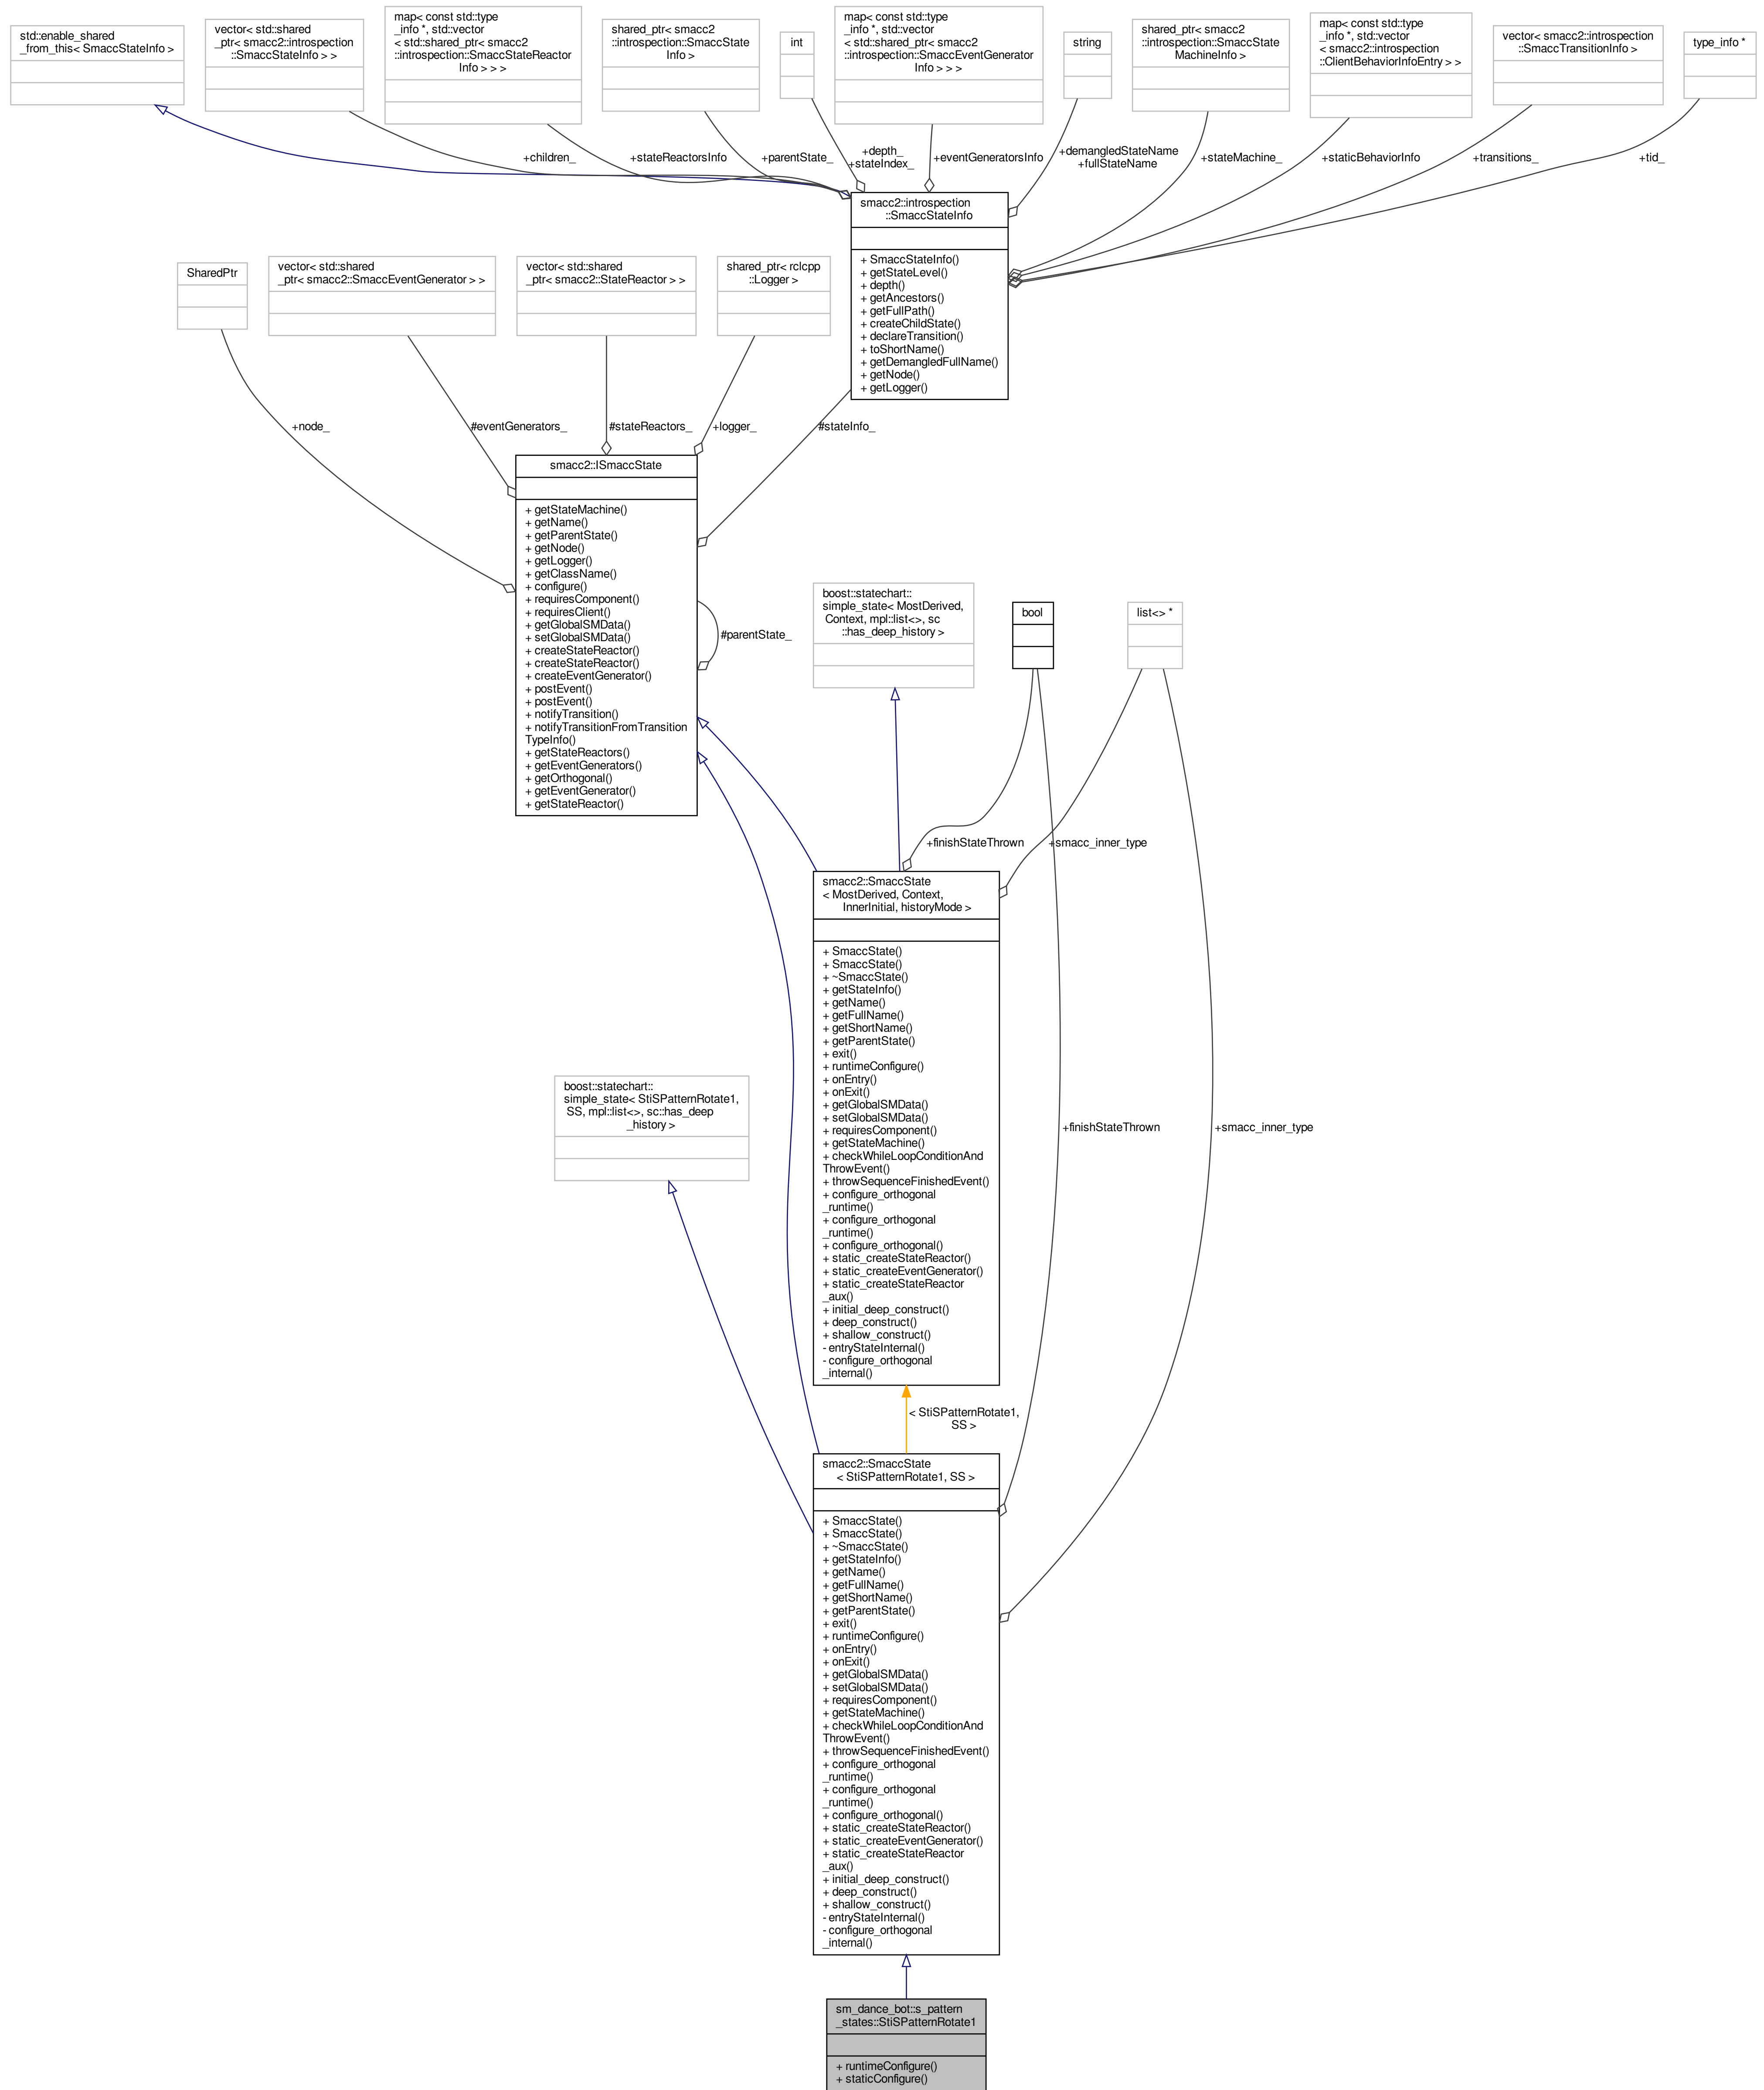 std::enable_shared
_from_this< SmaccStateInfo >
vector< std::shared
_ptr< smacc2::introspection
::SmaccStateInfo > >
map< const std::type
_info *, std::vector
< std::shared_ptr< smacc2
::introspection::SmaccStateReactor
Info > > >
shared_ptr< smacc2
::introspection::SmaccState
Info >
int
map< const std::type
_info *, std::vector
< std::shared_ptr< smacc2
::introspection::SmaccEventGenerator
Info > > >
string
shared_ptr< smacc2
::introspection::SmaccState
MachineInfo >
map< const std::type
_info *, std::vector
< smacc2::introspection
::ClientBehaviorInfoEntry > >
vector< smacc2::introspection
::SmaccTransitionInfo >
type_info *
+children_
+stateReactorsInfo
+parentState_
+depth_
+stateIndex_
+eventGeneratorsInfo
+demangledStateName
+fullStateName
+stateMachine_
+staticBehaviorInfo
+transitions_
+tid_
smacc2::introspection
::SmaccStateInfo
+ SmaccStateInfo()
+ getStateLevel()
+ depth()
+ getAncestors()
+ getFullPath()
+ createChildState()
+ declareTransition()
+ toShortName()
+ getDemangledFullName()
+ getNode()
+ getLogger()
SharedPtr
vector< std::shared
_ptr< smacc2::SmaccEventGenerator > >
vector< std::shared
_ptr< smacc2::StateReactor > >
shared_ptr< rclcpp
::Logger >
+node_
#eventGenerators_
#stateReactors_
+logger_
#stateInfo_
smacc2::ISmaccState
+ getStateMachine()
+ getName()
+ getParentState()
+ getNode()
+ getLogger()
+ getClassName()
+ configure()
+ requiresComponent()
+ requiresClient()
+ getGlobalSMData()
+ setGlobalSMData()
+ createStateReactor()
+ createStateReactor()
+ createEventGenerator()
+ postEvent()
+ postEvent()
+ notifyTransition()
+ notifyTransitionFromTransition
TypeInfo()
+ getStateReactors()
+ getEventGenerators()
+ getOrthogonal()
+ getEventGenerator()
+ getStateReactor()
#parentState_
boost::statechart::
simple_state< MostDerived,
Context, mpl::list<>, sc
::has_deep_history >
bool
list<> *
+finishStateThrown
+smacc_inner_type
smacc2::SmaccState
< MostDerived, Context,
InnerInitial, historyMode >
+ SmaccState()
+ SmaccState()
+ ~SmaccState()
+ getStateInfo()
+ getName()
+ getFullName()
+ getShortName()
+ getParentState()
+ exit()
+ runtimeConfigure()
+ onEntry()
+ onExit()
+ getGlobalSMData()
+ setGlobalSMData()
+ requiresComponent()
+ getStateMachine()
+ checkWhileLoopConditionAnd
ThrowEvent()
+ throwSequenceFinishedEvent()
+ configure_orthogonal
_runtime()
+ configure_orthogonal
_runtime()
+ configure_orthogonal()
+ static_createStateReactor()
+ static_createEventGenerator()
+ static_createStateReactor
_aux()
+ initial_deep_construct()
+ deep_construct()
+ shallow_construct()
- entryStateInternal()
- configure_orthogonal
_internal()
boost::statechart::
simple_state< StiSPatternRotate1,
SS, mpl::list<>, sc::has_deep
_history >
+finishStateThrown
+smacc_inner_type
< StiSPatternRotate1,
SS >
smacc2::SmaccState
< StiSPatternRotate1, SS >
+ SmaccState()
+ SmaccState()
+ ~SmaccState()
+ getStateInfo()
+ getName()
+ getFullName()
+ getShortName()
+ getParentState()
+ exit()
+ runtimeConfigure()
+ onEntry()
+ onExit()
+ getGlobalSMData()
+ setGlobalSMData()
+ requiresComponent()
+ getStateMachine()
+ checkWhileLoopConditionAnd
ThrowEvent()
+ throwSequenceFinishedEvent()
+ configure_orthogonal
_runtime()
+ configure_orthogonal
_runtime()
+ configure_orthogonal()
+ static_createStateReactor()
+ static_createEventGenerator()
+ static_createStateReactor
_aux()
+ initial_deep_construct()
+ deep_construct()
+ shallow_construct()
- entryStateInternal()
- configure_orthogonal
_internal()
sm_dance_bot::s_pattern
_states::StiSPatternRotate1
+ runtimeConfigure()
+ staticConfigure()